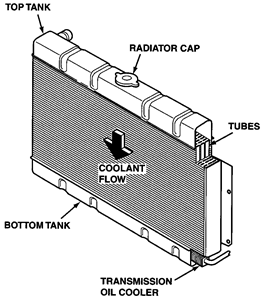 TOP TANK
RADIATOR CAP
TUBES
COOLANT
FLOW
BOTTOM TANK
TRANSMISSION
OIL COOLER